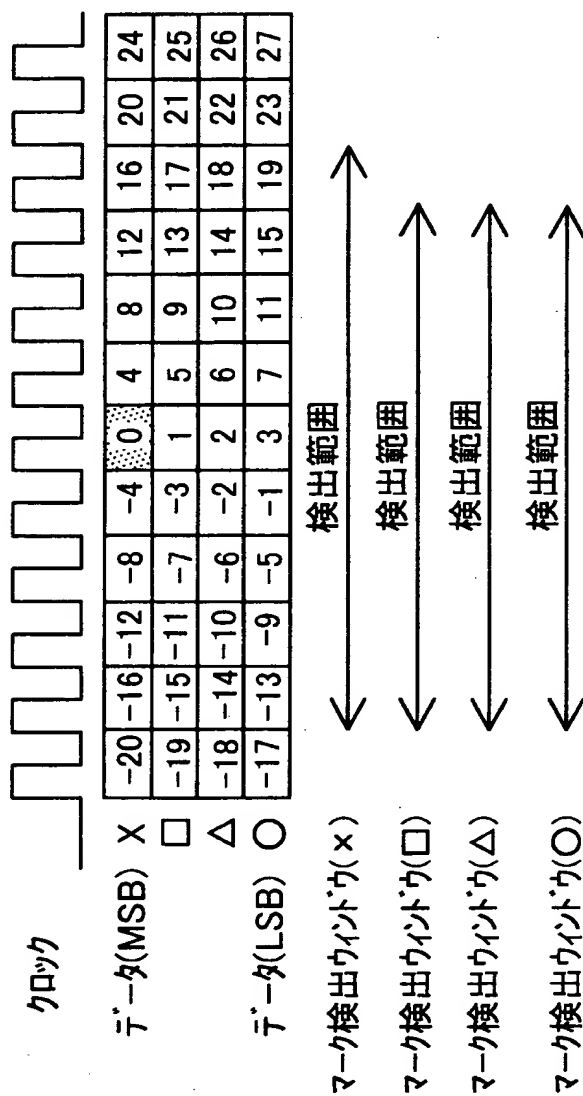 クロック
データ(MSB) × -20 -16 -12 -8 -4 0 4 8 12 16 20 24
□ -19 -15 -11 -7 -3 1 5 9 13 17 21 25
△ -18 -14 -10 -6 -2 2 6 10 14 18 22 26
データ(LSB) ○ -17 -13 -9 -5 -1 3 7 11 15 19 23 27
マーク検出ウィンドウ(×) 検出範囲
マーク検出ウィンドウ(□) 検出範囲
マーク検出ウィンドウ(△) 検出範囲
マーク検出ウィンドウ(○) 検出範囲